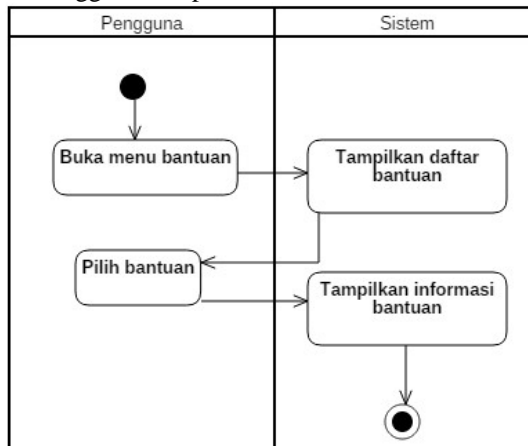 Pengguna
Sistem
Buka menu bantuan
Tampilkan daftar
bantuan
Pilih bantuan
Tampilkan informasi
bantuan